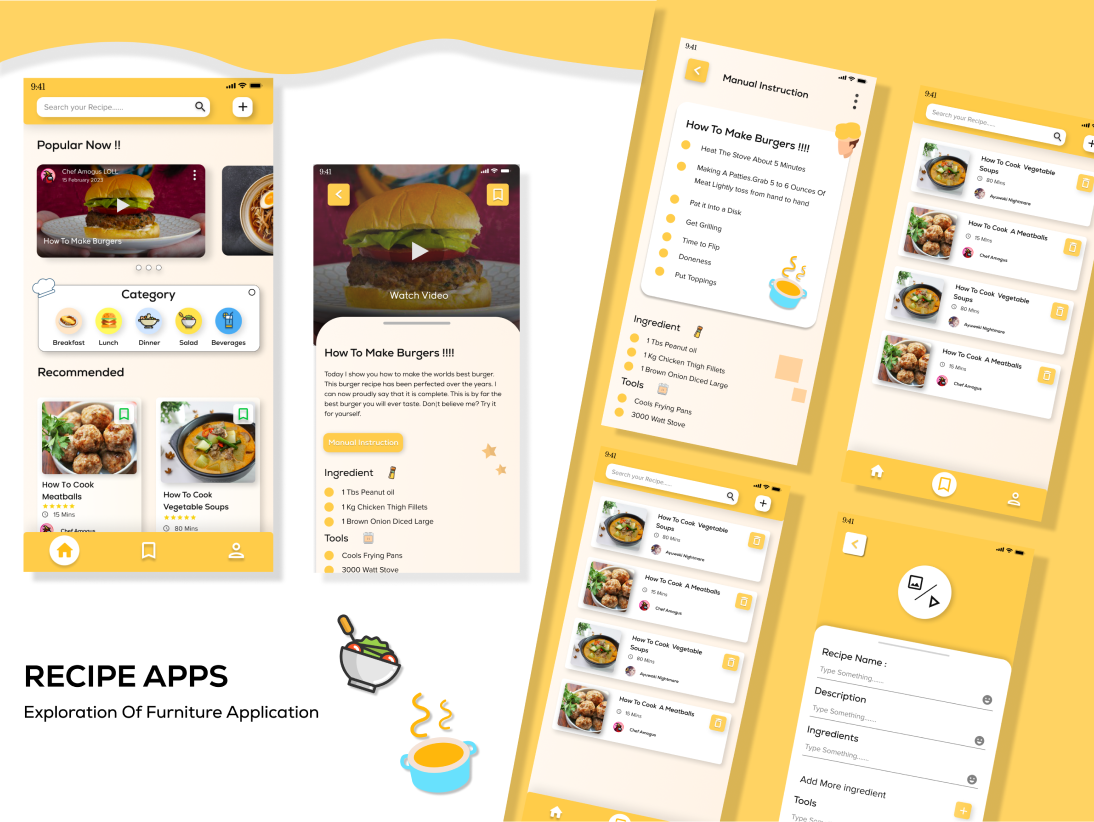 9:41
Search your Recipe......
Popular Now !!
Chef Amogus LOLL
15 February 2023
How To Make Burgers
Category
Breakfast
Lunch
Dinner
Salad
Beverages
Recommended
How To Cook
Meatballs
15 Mins
Chef Amogus
How To Cook
Vegetable Soups
80 Mins
9:41
Watch Video
How To Make Burgers !!!!
Today I show you how to make the worlds best burger.
This burger recipe has been perfected over the years. I
can now proudly say that it is complete. This is by far the
best burger you will ever taste. Don;t believe me? Try it
for yourself.
Manual Instruction
Ingredient
1 Tbs Peanut oil
1 Kg Chicken Thigh Fillets
1 Brown Onion Diced Large
Tools
Cools Frying Pans
3000 Watt Stove
RECIPE APPS
Exploration Of Furniture Application
9:41
Manual Instruction
How To Make Burgers !!!!
Heat The Stove About 5 Minutes
Making A Patties.Grab 5 to 6 Ounces Of
Meat Lightly toss from hand to hand
Pat it Into a Disk
Get Grilling
Time to Flip
Doneness
Put Toppings
Ingredient
1 Tbs Peanut oil
1 Kg Chicken Thigh Fillets
1 Brown Onion Diced Large
Tools
Cools Frying Pans
3000 Watt Stove
9:41
Search your Recipe......
How To Cook Vegetable
Soups
80 Mins
Ayuwoki Nightmare
How To Cook A Meatballs
15 Mins
Chef Amogus
How To Cook Vegetable
Soups
80 Mins
Ayuwoki Nightmare
How To Cook A Meatballs
15 Mins
Chef Amogus
9:41
Search your Recipe......
How To Cook Vegetable
Soups
80 Mins
Ayuwoki Nightmare
How To Cook A Meatballs
15 Mins
Chef Amogus
How To Cook Vegetable
Soups
80 Mins
Ayuwoki Nightmare
How To Cook A Meatballs
15 Mins
Chef Amogus
9:41
Recipe Name :
Type Something......
Description
Type Something......
Ingredients
Type Something......
Add More ingredient
Tools
Type Something......